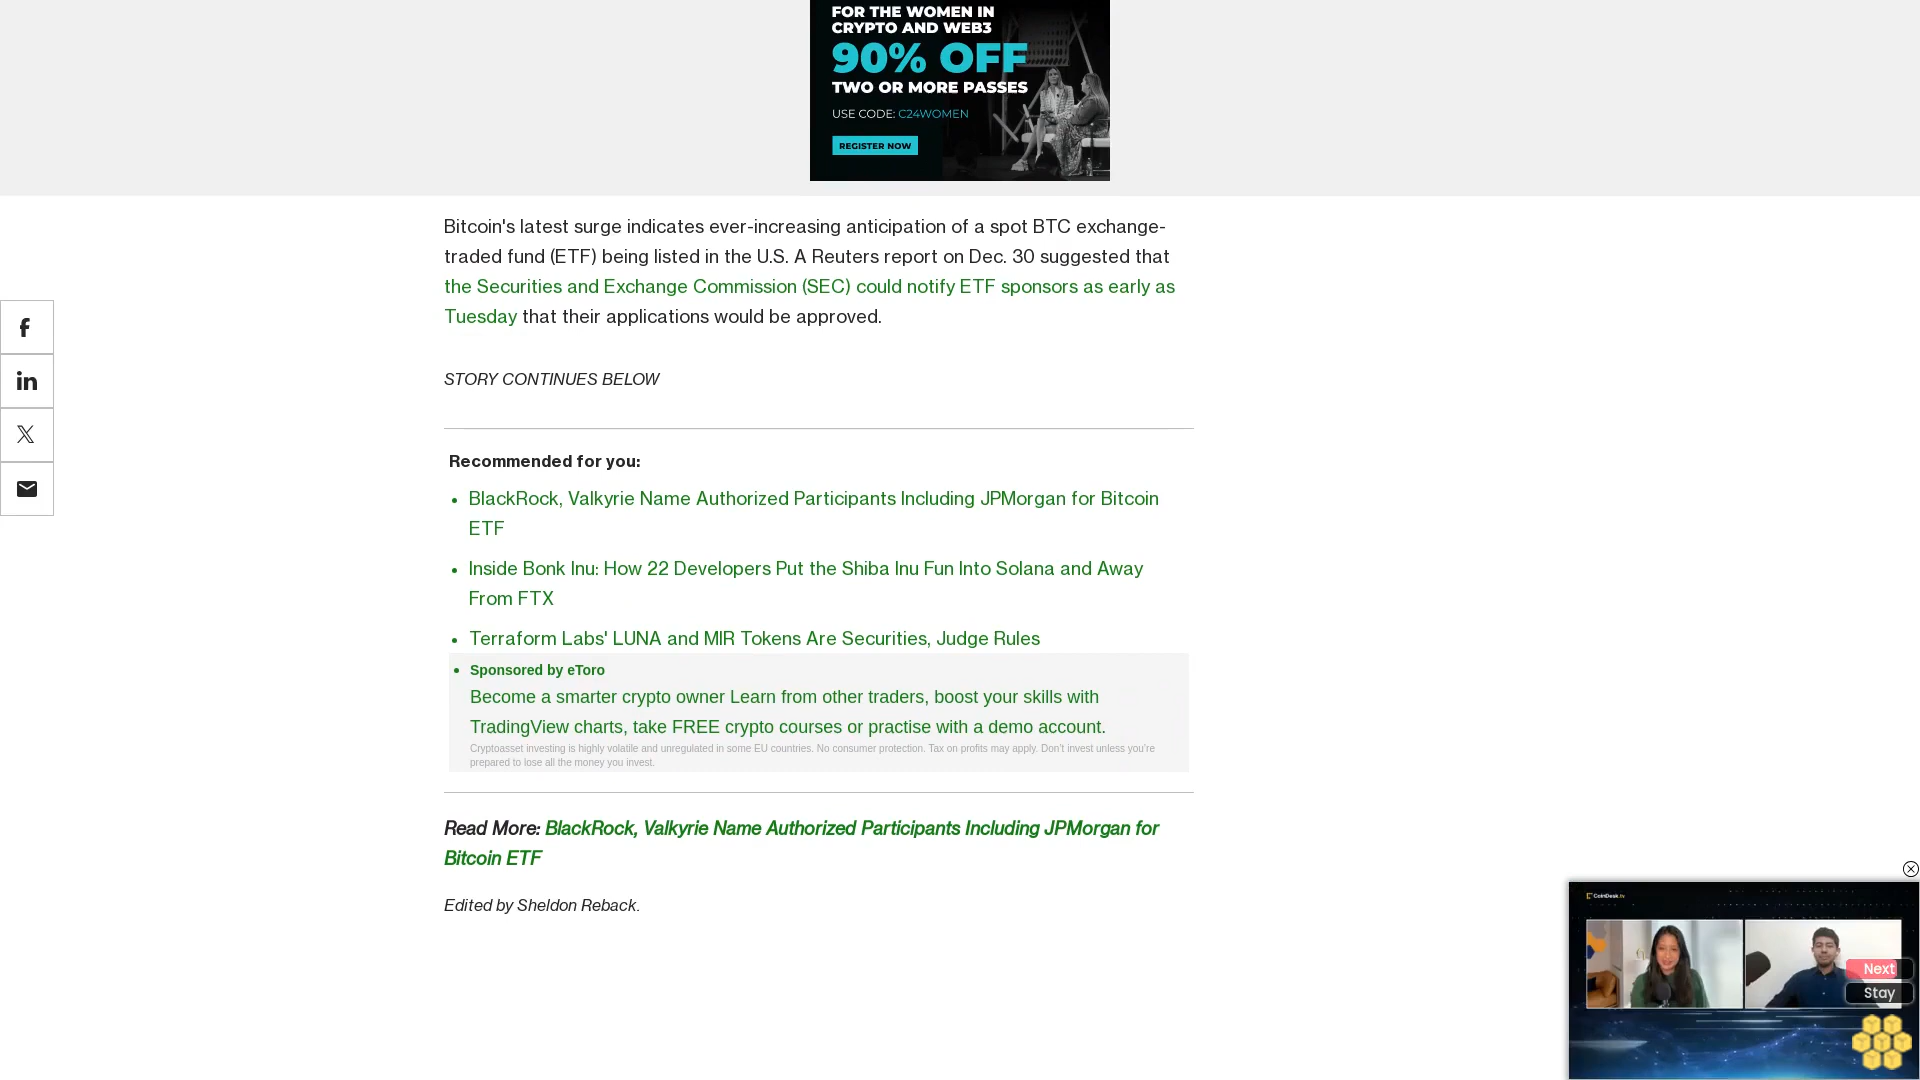 FOR THE WOMEN IN
CRYPTO AND WEB3
90% OFF
TWO OR MORE PASSES
USE CODE: C24WOMEN
REGISTER NOW
Bitcoin's latest surge indicates ever-increasing anticipation of a spot BTC exchange-
traded fund (ETF) being listed in the U.S. A Reuters report on Dec. 30 suggested that
the Securities and Exchange Commission (SEC) could notify ETF sponsors as early as
Tuesday that their applications would be approved.
STORY CONTINUES BELOW
Recommended for you:
• BlackRock, Valkyrie Name Authorized Participants Including JPMorgan for Bitcoin
ETF
• Inside Bonk Inu: How 22 Developers Put the Shiba Inu Fun Into Solana and Away
From FTX
• Terraform Labs' LUNA and MIR Tokens Are Securities, Judge Rules
• Sponsored by eToro
Become a smarter crypto owner Learn from other traders, boost your skills with
TradingView charts, take FREE crypto courses or practise with a demo account.
Cryptoasset investing is highly volatile and unregulated in some EU countries. No consumer protection. Tax on profits may apply. Don't invest unless you're
prepared to lose all the money you invest.
Read More: BlackRock, Valkyrie Name Authorized Participants Including JPMorgan for
Bitcoin ETF
Edited by Sheldon Reback.
CoinDesk.tv
Next
Stay